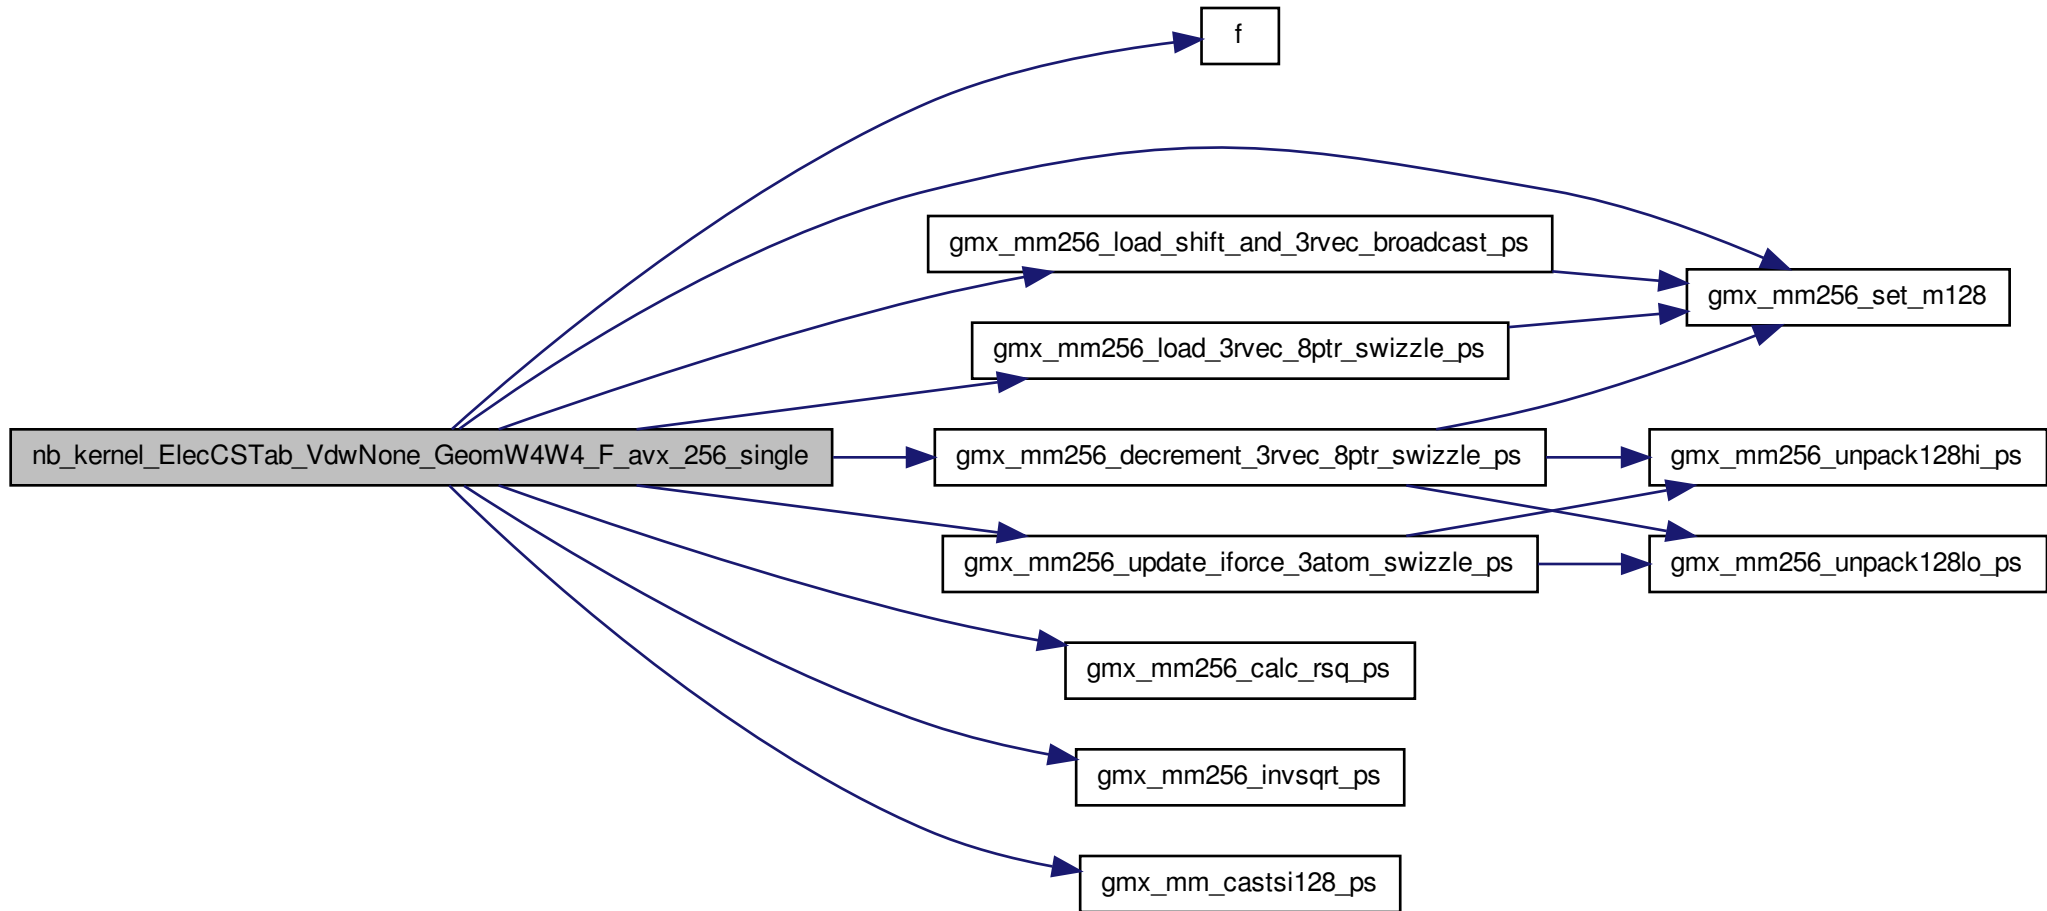 f
gmx_mm256_load_shift_and_3rvec_broadcast_ps
gmx_mm256_set_m128
gmx_mm256_load_3rvec_8ptr_swizzle_ps
nb_kernel_ElecCSTab_VdwNone_GeomW4W4_F_avx_256_single
gmx_mm256_decrement_3rvec_8ptr_swizzle_ps
gmx_mm256_unpack128hi_ps
gmx_mm256_update_iforce_3atom_swizzle_ps
gmx_mm256_unpack128lo_ps
gmx_mm256_calc_rsq_ps
gmx_mm256_invsqrt_ps
gmx_mm_castsi128_ps